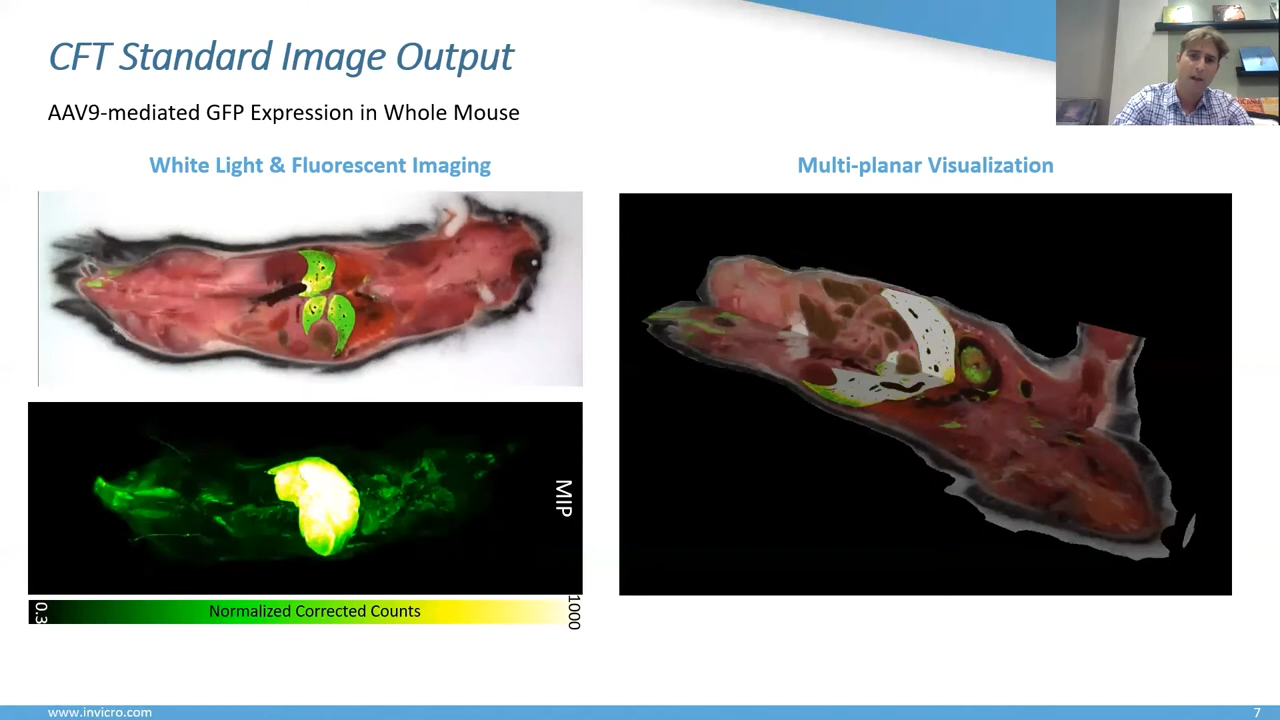 CFT Standard Image Output
AAV9-mediated GFP Expression in Whole Mouse
White Light & Fluorescent Imaging
Multi-planar Visualization
MIP
0.3
Normalized Corrected Counts
1000
www.invicro.com
7